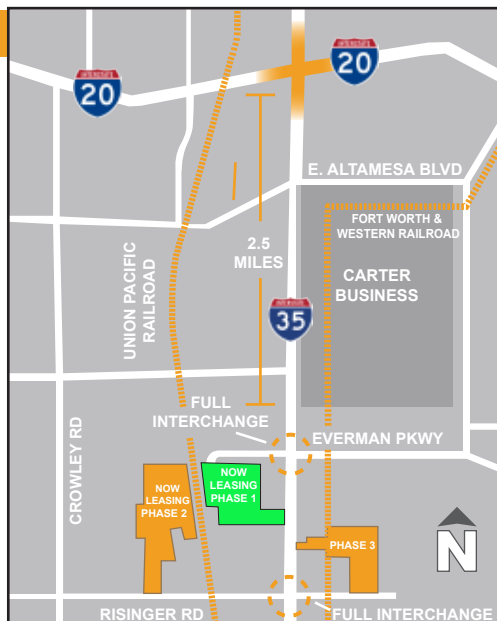 INTERSTATE
20
INTERSTATE
20
E. ALTAMESA BLVD
FORT WORTH &
WESTERN RAILROAD
UNION PACIFIC
RAILROAD
2.5
MILES
CARTER
BUSINESS
INTERSTATE
35
CROWLEY RD
FULL
INTERCHANGE
EVERMAN PKWY
NOW
LEASING
PHASE 2
NOW
LEASING
PHASE 1
PHASE 3
N
RISINGER RD
FULL INTERCHANGE